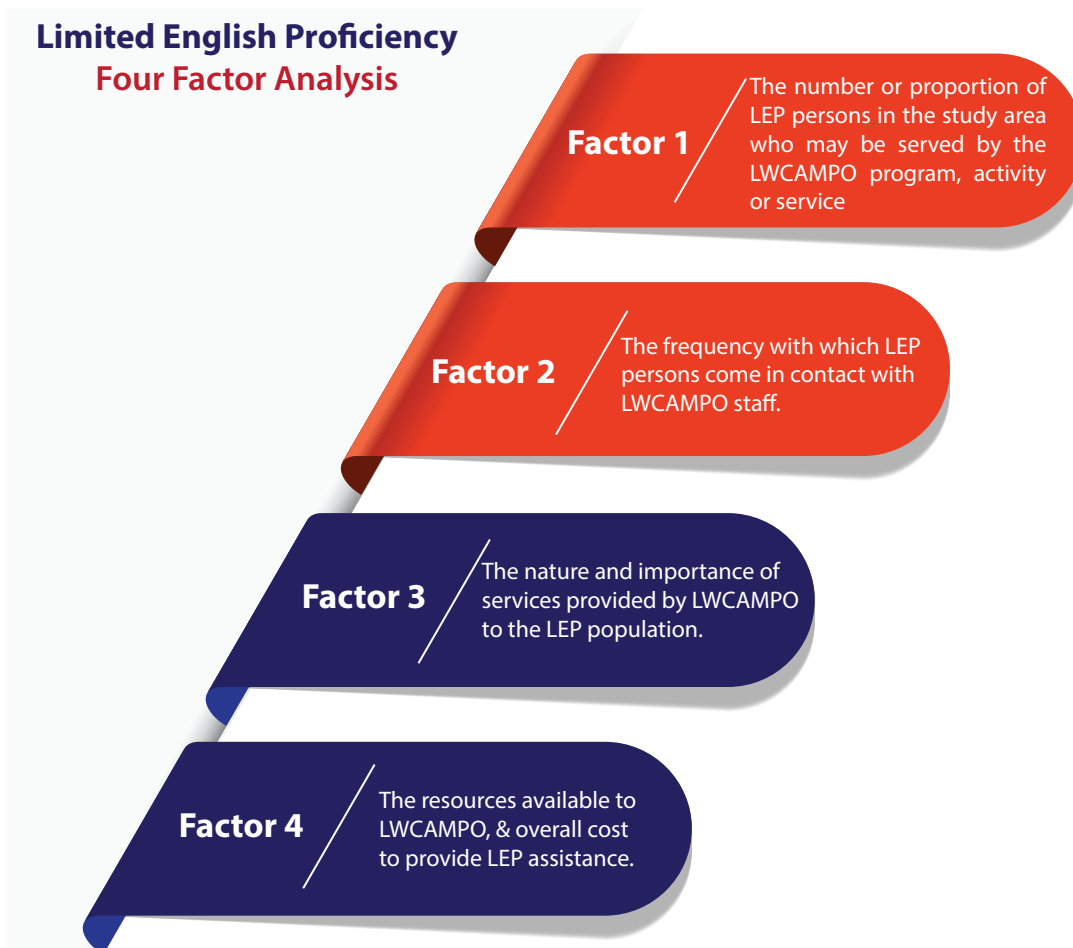 Limited English Proficiency
Four Factor Analysis
Factor 1
The number or proportion of
LEP persons in the study area
who may be served by the
LWCAMPO program, activity
or service
Factor 2
The frequency with which LEP
persons come in contact with
LWCAMPO staff.
Factor 3
The nature and importance of
services provided by LWCAMPO
to the LEP population.
Factor 4
The resources available to
LWCAMPO, & overall cost
to provide LEP assistance.